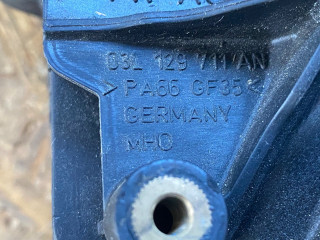 03L 129 711 AN
>PA66 GF35<
GERMANY
MHO